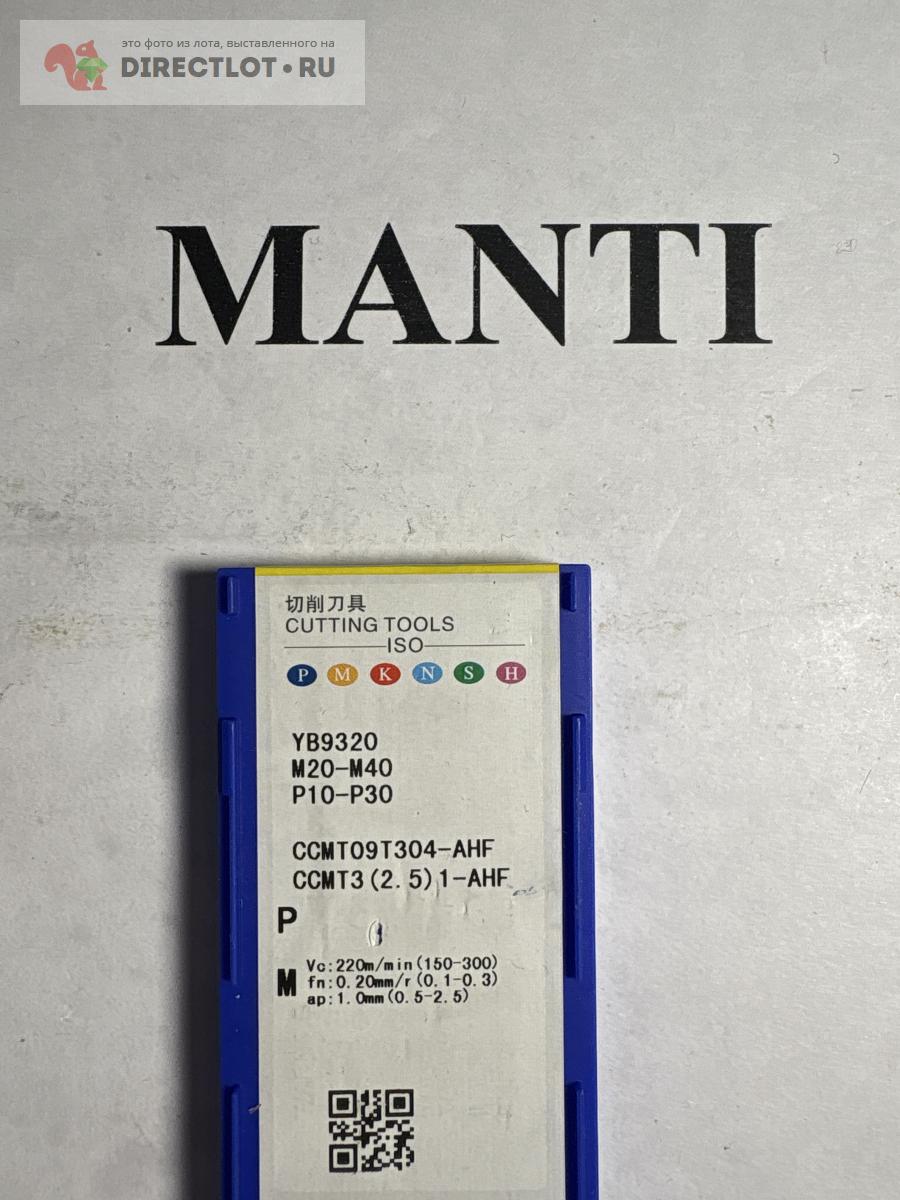 это фото из лота, выставленного на
DIRECTLOT•RU
MANTI
切削刀具
CUTTING TOOLS
ISO
P M K N S H
YB9320
M20-M40
P10-P30
CCMT09T304-AHF
CCMT3(2.5)1-AHF
P
M
Vc:220m/min(150-300)
fn:0.20mm/r(0.1-0.3)
ap:1.0mm(0.5-2.5)